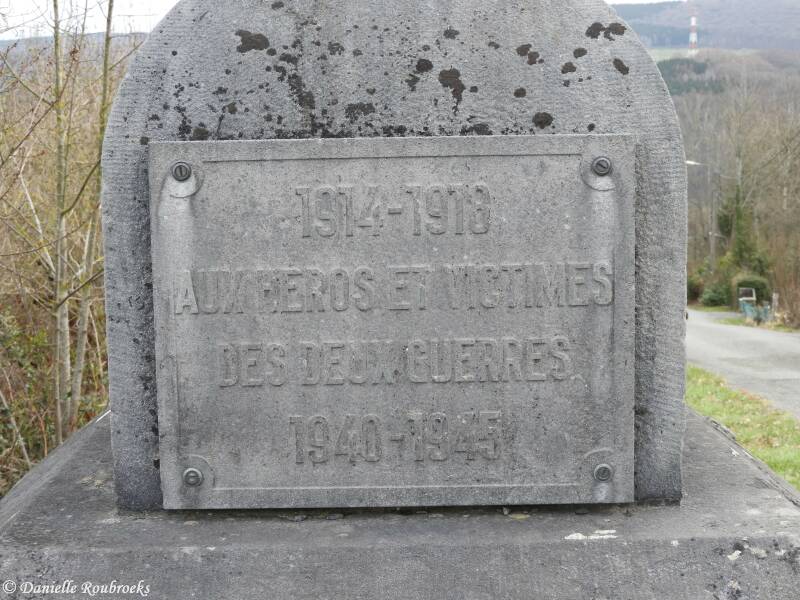 1914-1918
AUX HEROS ET VICTIMES
DES DEUX GUERRES
1940-1945
© Danielle Roubroeks